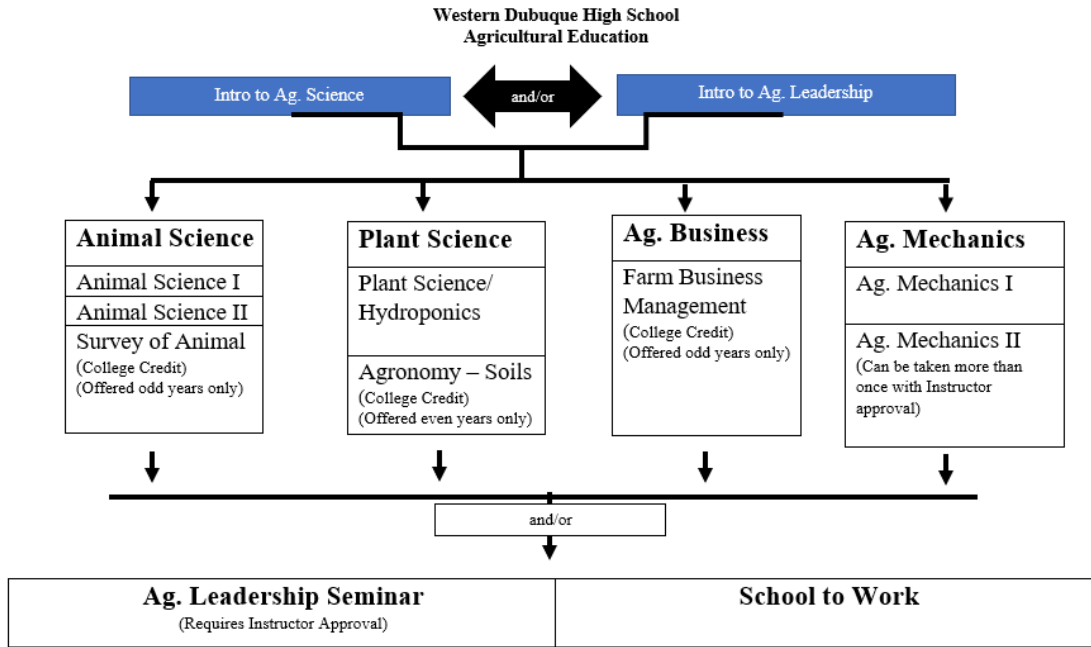 Western Dubuque High School
Agricultural Education
Intro to Ag. Science
and/or
Intro to Ag. Leadership
Animal Science
Animal Science I
Animal Science II
Survey of Animal
(College Credit)
(Offered odd years only)
Plant Science
Plant Science/
Hydroponics
Agronomy – Soils
(College Credit)
(Offered even years only)
Ag. Business
Farm Business
Management
(College Credit)
(Offered odd years only)
Ag. Mechanics
Ag. Mechanics I
Ag. Mechanics II
(Can be taken more than
once with Instructor
approval)
and/or
Ag. Leadership Seminar
(Requires Instructor Approval)
School to Work